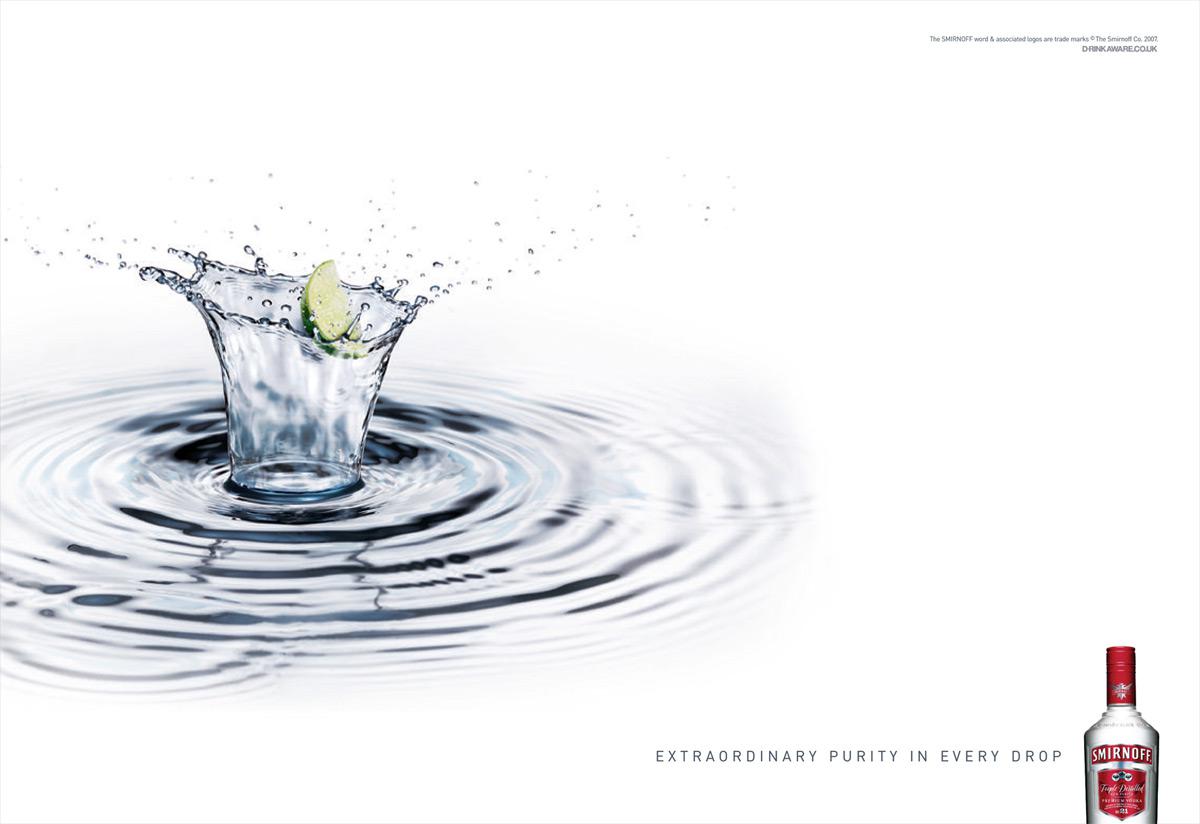 The SMIRNOFF word & associated logos are trade marks © The Smirnoff Co. 2007.
DRINKAWARE.CO.UK
EXTRAORDINARY PURITY IN EVERY DROP
SMIRNOFF
Triple Distilled
PREMIUM VODKA
21